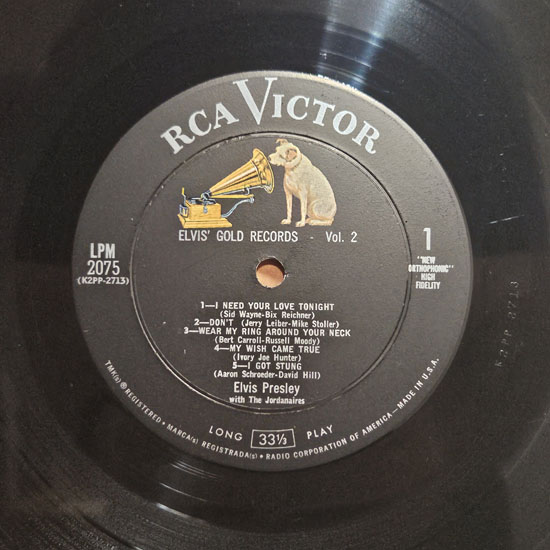 RCA VICTOR
ELVIS' GOLD RECORDS - Vol. 2
LPM
2075
(K2PP-2713)
1
"NEW
ORTHOPHONIC"
HIGH
FIDELITY
1—I NEED YOUR LOVE TONIGHT
(Sid Wayne-Bix Reichner)
2—DON'T (Jerry Leiber-Mike Stoller)
3—WEAR MY RING AROUND YOUR NECK
(Bert Carroll-Russell Moody)
4—MY WISH CAME TRUE
(Ivory Joe Hunter)
5—I GOT STUNG
(Aaron Schroeder-David Hill)
Elvis Presley
with The Jordanaires
LONG 33⅓ PLAY
TMK(s) ® REGISTERED • MARCA(s) REGISTRADA(s) • RADIO CORPORATION OF AMERICA—MADE IN U.S.A.
K2PP 2713